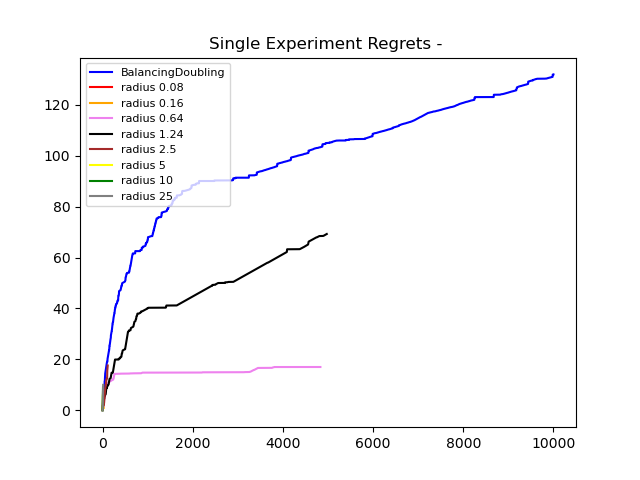 Single Experiment Regrets -
BalancingDoubling
radius 0.08
radius 0.16
radius 0.64
radius 1.24
radius 2.5
radius 5
radius 10
radius 25
120
100
80
60
40
20
0
0 2000 4000 6000 8000 10000